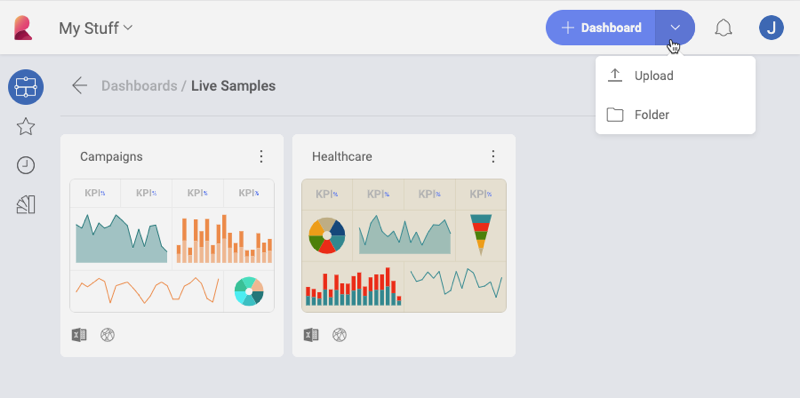 My Stuff
Dashboard
J
Upload
Folder
Dashboards / Live Samples
Campaigns
Healthcare
KPI% KPI% KPI% KPI%
KPI% KPI% KPI% KPI%